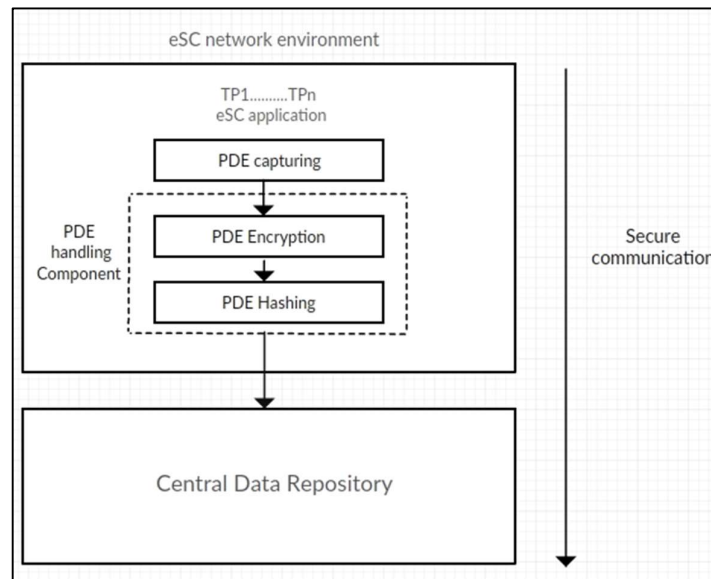 eSC network environment
TP1..........TPn
eSC application
PDE capturing
PDE
handling
Component
PDE Encryption
PDE Hashing
Secure
communication
Central Data Repository